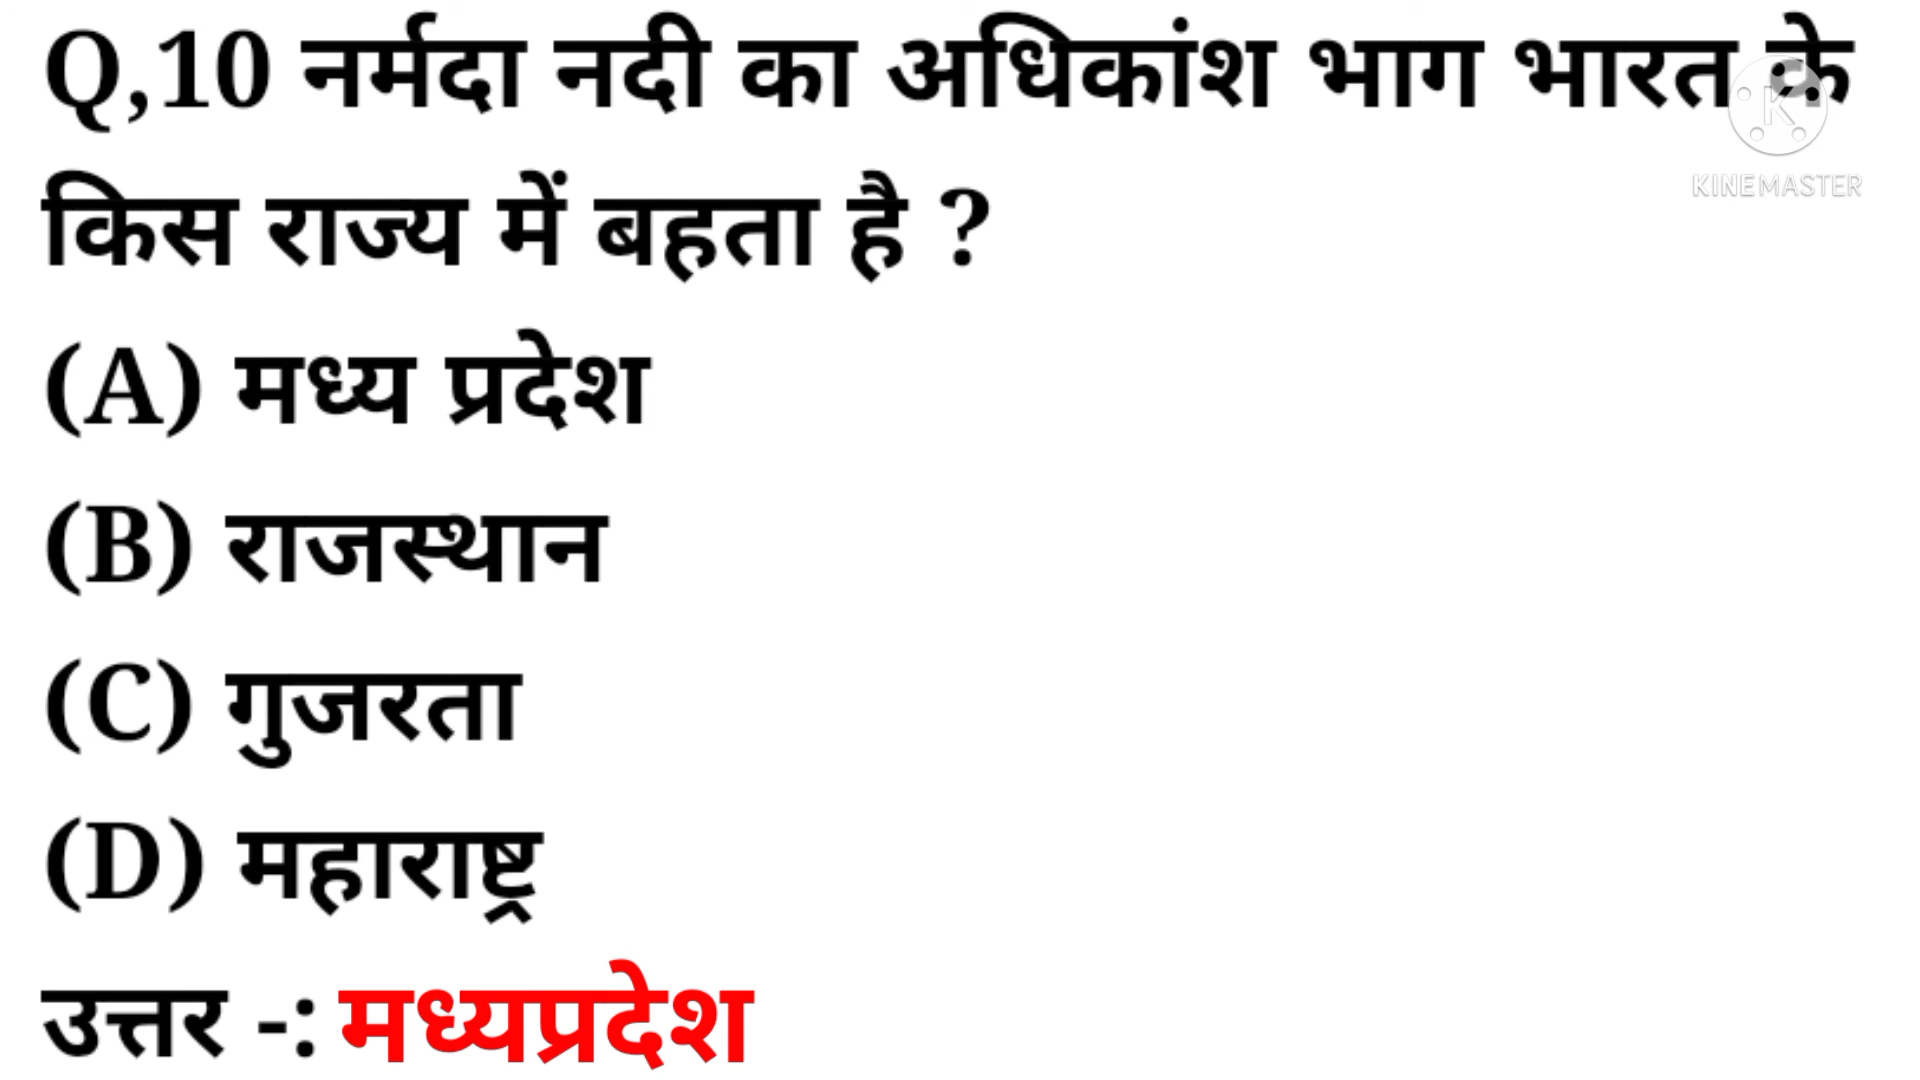 Q,10 नर्मदा नदी का अधिकांश भाग भारत के
किस राज्य में बहता है ?
(A) मध्य प्रदेश
(B) राजस्थान
(C) गुजरता
(D) महाराष्ट्र
उत्तर -: मध्यप्रदेश
K
KINEMASTER